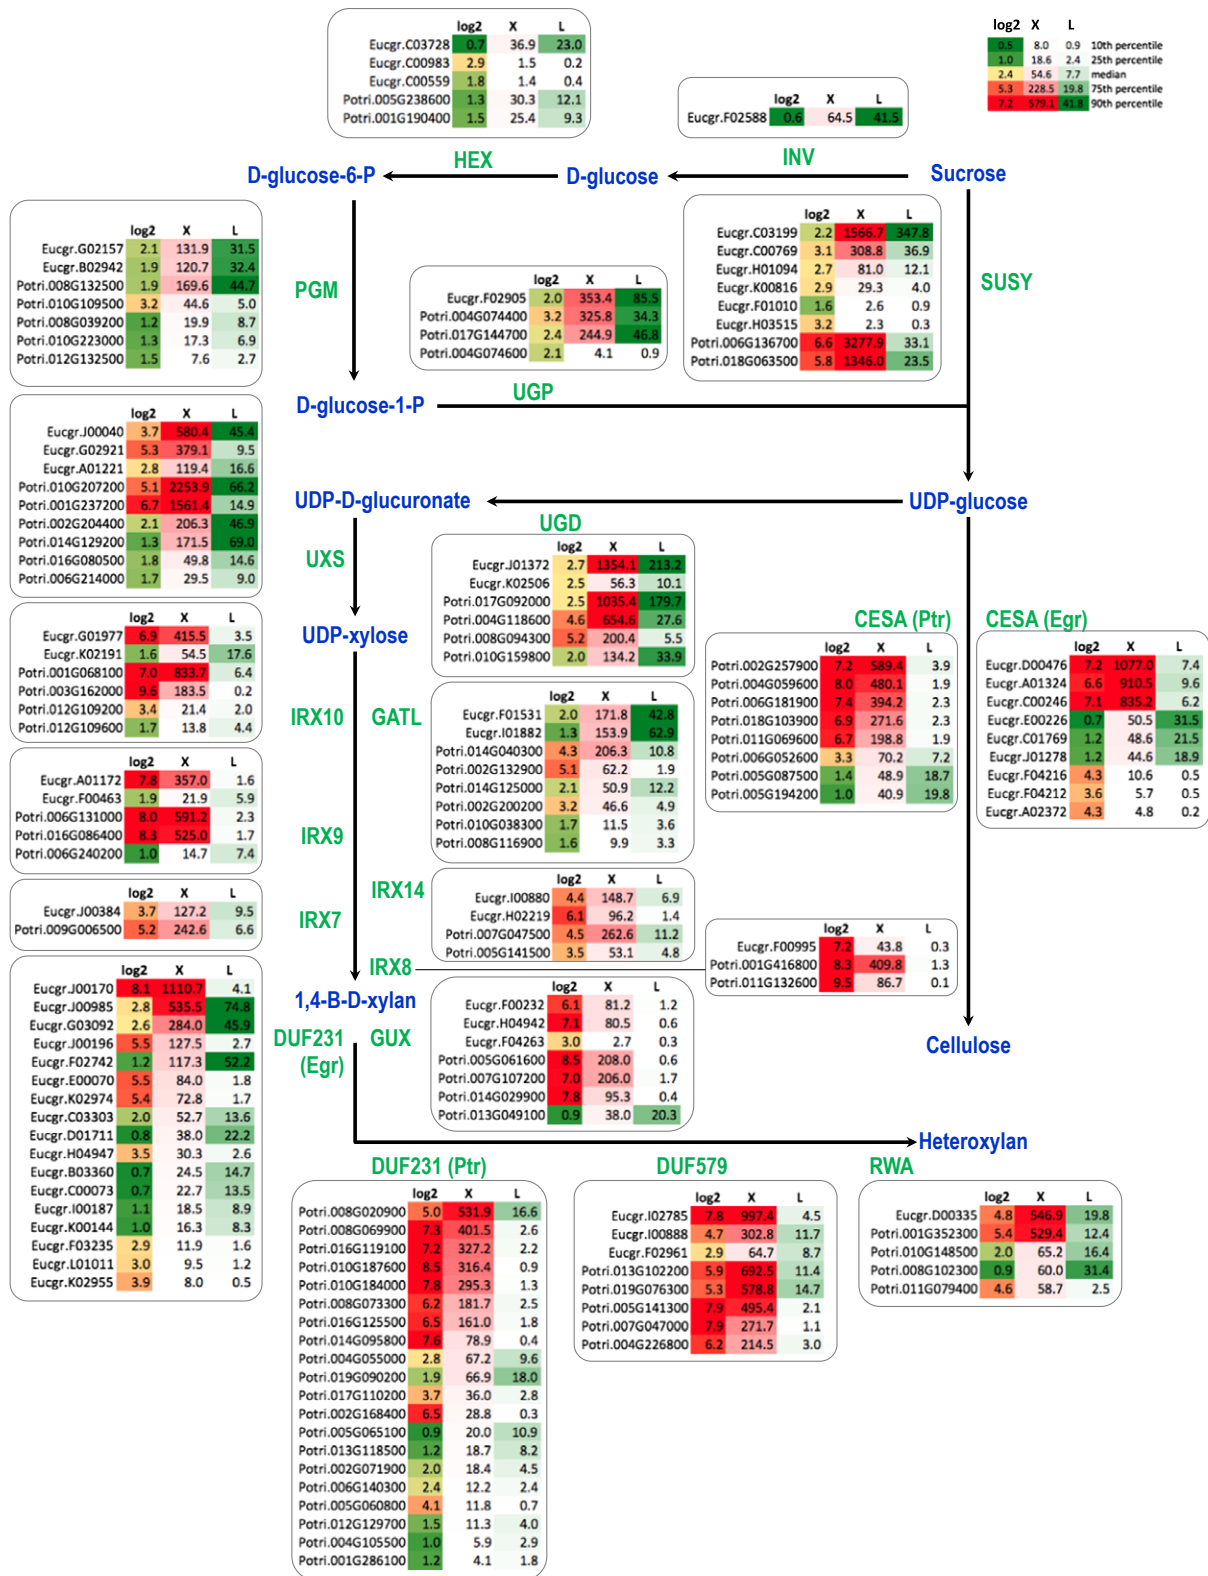 log2 X L
Eucgr.C03728 0.7 36.9 23.0
Eucgr.C00983 2.9 1.5 0.2
Eucgr.C00559 1.8 1.4 0.4
Potri.005G238600 1.3 30.3 12.1
Potri.001G190400 1.5 25.4 9.3
log2 X L
Eucgr.F02588 0.6 64.5 41.5
log2 X L
0.5 8.0 0.9 10th percentile
1.0 18.6 2.4 25th percentile
2.4 54.6 7.7 median
5.3 228.5 19.8 75th percentile
7.2 579.1 41.8 90th percentile
HEX
INV
D-glucose-6-P
D-glucose
Sucrose
log2 X L
Eucgr.G02157 2.1 131.9 31.5
Eucgr.B02942 1.9 120.7 32.4
Potri.008G132500 1.9 169.6 44.7
Potri.010G109500 3.2 44.6 5.0
Potri.008G039200 1.2 19.9 8.7
Potri.010G223000 1.3 17.3 6.9
Potri.012G132500 1.5 7.6 2.7
PGM
log2 X L
Eucgr.F02905 2.0 353.4 85.5
Potri.004G074400 3.2 325.8 34.3
Potri.017G144700 2.4 244.9 46.8
Potri.004G074600 2.1 4.1 0.9
log2 X L
Eucgr.C03199 2.2 1566.7 347.8
Eucgr.C00769 3.1 308.8 36.9
Eucgr.H01094 2.7 81.0 12.1
Eucgr.K00816 2.9 29.3 4.0
Eucgr.F01010 1.6 2.6 0.9
Eucgr.H03515 3.2 2.3 0.3
Potri.006G136700 6.6 3277.9 33.1
Potri.018G063500 5.8 1346.0 23.5
SUSY
UGP
D-glucose-1-P
log2 X L
Eucgr.J00040 3.7 580.4 45.4
Eucgr.G02921 5.3 379.1 9.5
Eucgr.A01221 2.8 119.4 16.6
Potri.010G207200 5.1 2253.9 66.2
Potri.001G237200 6.7 1561.4 14.9
Potri.002G204400 2.1 206.3 46.9
Potri.014G129200 1.3 171.5 69.0
Potri.016G080500 1.8 49.8 14.6
Potri.006G214000 1.7 29.5 9.0
UDP-D-glucuronate
UDP-glucose
UGD
UXS
log2 X L
Eucgr.J01372 2.7 1354.1 213.2
Eucgr.K02506 2.5 56.3 10.1
Potri.017G092000 2.5 1035.4 179.7
Potri.004G118600 4.6 654.6 27.6
Potri.008G094300 5.2 200.4 5.5
Potri.010G159800 2.0 134.2 33.9
log2 X L
Eucgr.G01977 6.9 415.5 3.5
Eucgr.K02191 1.6 54.5 17.6
Potri.001G068100 7.0 833.7 6.4
Potri.003G162000 9.6 183.5 0.2
Potri.012G109200 3.4 21.4 2.0
Potri.012G109600 1.7 13.8 4.4
UDP-xylose
CESA (Ptr)
CESA (Egr)
log2 X L
Potri.002G257900 7.2 589.4 3.9
Potri.004G059600 8.0 480.1 1.9
Potri.006G181900 7.4 394.2 2.3
Potri.018G103900 6.9 271.6 2.3
Potri.011G069600 6.7 198.8 1.9
Potri.006G052600 3.3 70.2 7.2
Potri.005G087500 1.4 48.9 18.7
Potri.005G194200 1.0 40.9 19.8
log2 X L
Eucgr.D00476 7.2 1077.0 7.4
Eucgr.A01324 6.6 910.5 9.6
Eucgr.C00246 7.1 835.2 6.2
Eucgr.E00226 0.7 50.5 31.5
Eucgr.C01769 1.2 48.6 21.5
Eucgr.J01278 1.2 44.6 18.9
Eucgr.F04216 4.3 10.6 0.5
Eucgr.F04212 3.6 5.7 0.5
Eucgr.A02372 4.3 4.8 0.2
IRX10
GATL
log2 X L
Eucgr.F01531 2.0 171.8 42.8
Eucgr.I01882 1.3 153.9 62.9
Potri.014G040300 4.3 206.3 10.8
Potri.002G132900 5.1 62.2 1.9
Potri.014G125000 2.1 50.9 12.2
Potri.002G200200 3.2 46.6 4.9
Potri.010G038300 1.7 11.5 3.6
Potri.008G116900 1.6 9.9 3.3
log2 X L
Eucgr.A01172 7.8 357.0 1.6
Eucgr.F00463 1.9 21.9 5.9
Potri.006G131000 8.0 591.2 2.3
Potri.016G086400 8.3 525.0 1.7
Potri.006G240200 1.0 14.7 7.4
IRX9
IRX14
log2 X L
Eucgr.I00880 4.4 148.7 6.9
Eucgr.H02219 6.1 96.2 1.4
Potri.007G047500 4.5 262.6 11.2
Potri.005G141500 3.5 53.1 4.8
log2 X L
Eucgr.J00384 3.7 127.2 9.5
Potri.009G006500 5.2 242.6 6.6
IRX7
IRX8
log2 X L
Eucgr.F00995 7.2 43.8 0.3
Potri.001G416800 8.3 409.8 1.3
Potri.011G132600 9.5 86.7 0.1
log2 X L
Eucgr.J00170 8.1 1110.7 4.1
Eucgr.J00985 2.8 535.5 74.8
Eucgr.G03092 2.6 284.0 45.9
Eucgr.J00196 5.5 127.5 2.7
Eucgr.F02742 1.2 117.3 52.2
Eucgr.E00070 5.5 84.0 1.8
Eucgr.K02974 5.4 72.8 1.7
Eucgr.C03303 2.0 52.7 13.6
Eucgr.D01711 0.8 38.0 22.2
Eucgr.H04947 3.5 30.3 2.6
Eucgr.B03360 0.7 24.5 14.7
Eucgr.C00073 0.7 22.7 13.5
Eucgr.I00187 1.1 18.5 8.9
Eucgr.K00144 1.0 16.3 8.3
Eucgr.F03235 2.9 11.9 1.6
Eucgr.L01011 3.0 9.5 1.2
Eucgr.K02955 3.9 8.0 0.5
1,4-B-D-xylan
DUF231
(Egr)
GUX
log2 X L
Eucgr.F00232 6.1 81.2 1.2
Eucgr.H04942 7.1 80.5 0.6
Eucgr.F04263 3.0 2.7 0.3
Potri.005G061600 8.5 208.0 0.6
Potri.007G107200 7.0 206.0 1.7
Potri.014G029900 7.8 95.3 0.4
Potri.013G049100 0.9 38.0 20.3
Cellulose
Heteroxylan
DUF231 (Ptr)
DUF579
RWA
log2 X L
Potri.008G020900 5.0 531.9 16.6
Potri.008G069900 7.3 401.5 2.6
Potri.016G119100 7.2 327.2 2.2
Potri.010G187600 8.5 316.4 0.9
Potri.010G184000 7.8 295.3 1.3
Potri.008G073300 6.2 181.7 2.5
Potri.016G125500 6.5 161.0 1.8
Potri.014G095800 7.6 78.9 0.4
Potri.004G055000 2.8 67.2 9.6
Potri.019G090200 1.9 66.9 18.0
Potri.017G110200 3.7 36.0 2.8
Potri.002G168400 6.5 28.8 0.3
Potri.005G065100 0.9 20.0 10.9
Potri.013G118500 1.2 18.7 8.2
Potri.002G071900 2.0 18.4 4.5
Potri.006G140300 2.4 12.2 2.4
Potri.005G060800 4.1 11.8 0.7
Potri.012G129700 1.5 11.3 4.0
Potri.004G105500 1.0 5.9 2.9
Potri.001G286100 1.2 4.1 1.8
log2 X L
Eucgr.I02785 7.8 997.4 4.5
Eucgr.I00888 4.7 302.8 11.7
Eucgr.F02961 2.9 64.7 8.7
Potri.013G102200 5.9 692.5 11.4
Potri.019G076300 5.3 578.8 14.7
Potri.005G141300 7.9 495.4 2.1
Potri.007G047000 7.9 271.7 1.1
Potri.004G226800 6.2 214.5 3.0
log2 X L
Eucgr.D00335 4.8 546.9 19.8
Potri.001G352300 5.4 529.4 12.4
Potri.010G148500 2.0 65.2 16.4
Potri.008G102300 0.9 60.0 31.4
Potri.011G079400 4.6 58.7 2.5